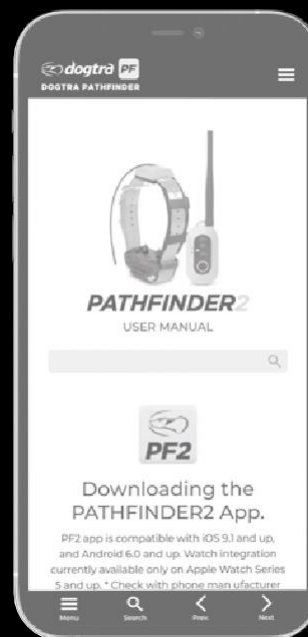 dogtra PF
DOGTRA PATHFINDER
PATHFINDER2
USER MANUAL
PF2
Downloading the
PATHFINDER2 App.
PF2 app is compatible with iOS 9.1 and up,
and Android 6.0 and up. Watch integration
currently available only on Apple Watch Series
5 and up. * Check with phone man ufacturer
Menu Search Prev. Next